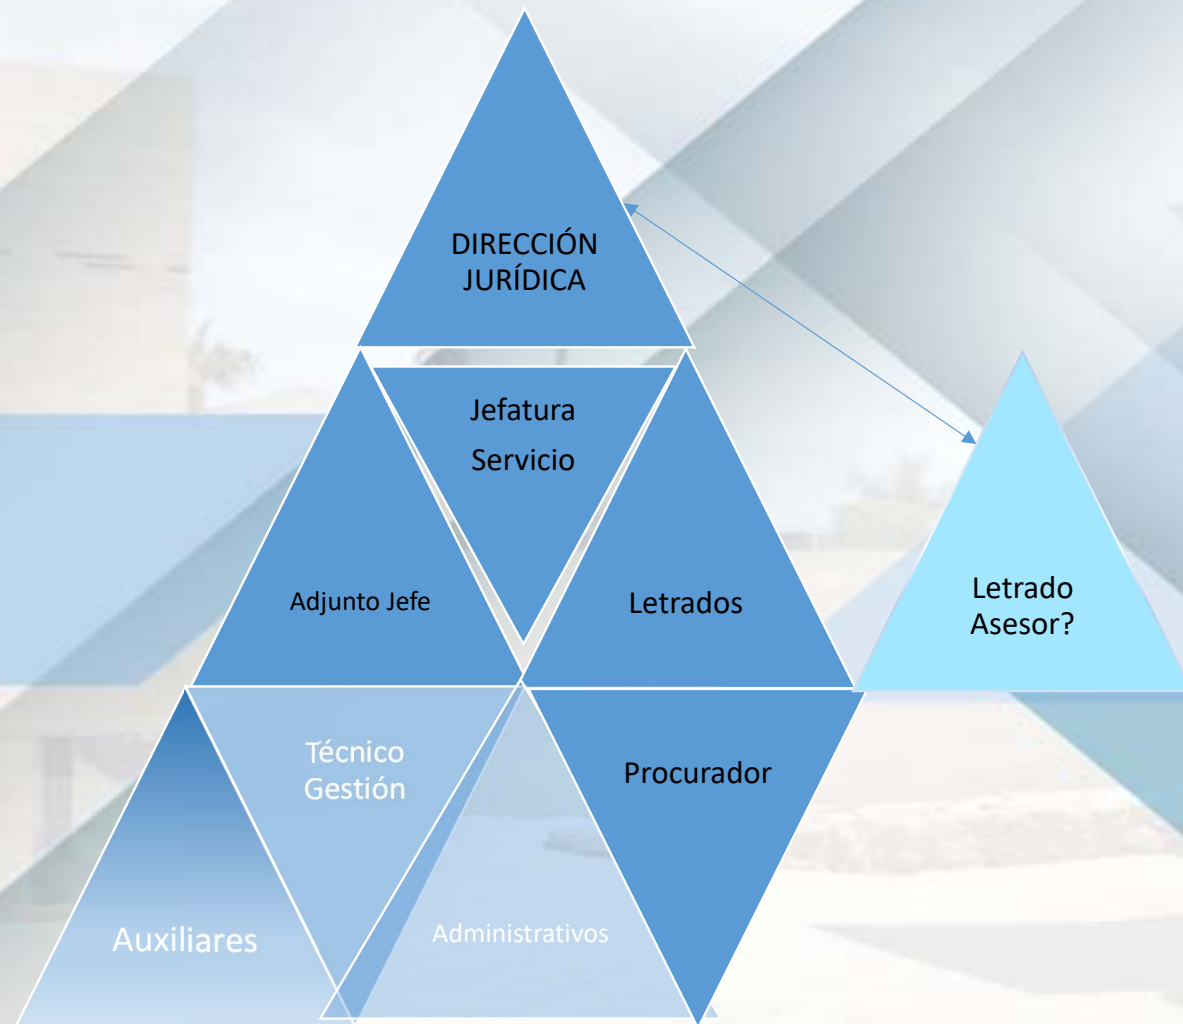 DIRECCIÓN
JURÍDICA
Jefatura
Servicio
Adjunto Jefe
Letrados
Letrado
Asesor?
Técnico
Gestión
Procurador
Auxiliares
Administrativos